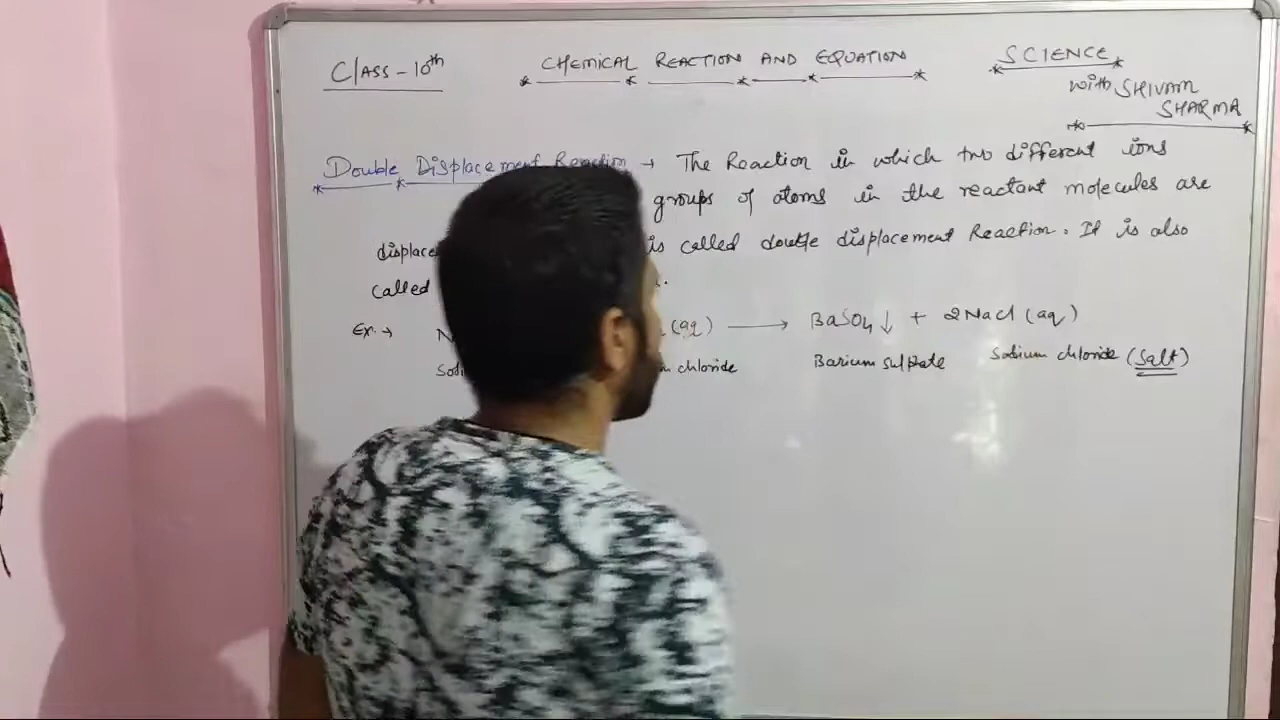 Class - 10th
CHEMICAL REACTION AND EQUATION
SCIENCE
with SHIVAM
SHARMA
Double Displacement Reaction → The Reaction in which two different ions
groups of atoms in the reactant molecules are
is called double displacement Reaction. It is also
called
Ex. → (aq) ⟶ BaSO4 ↓ + 2NaCl (aq)
chloride Barium sulphate Sodium chloride (Salt)